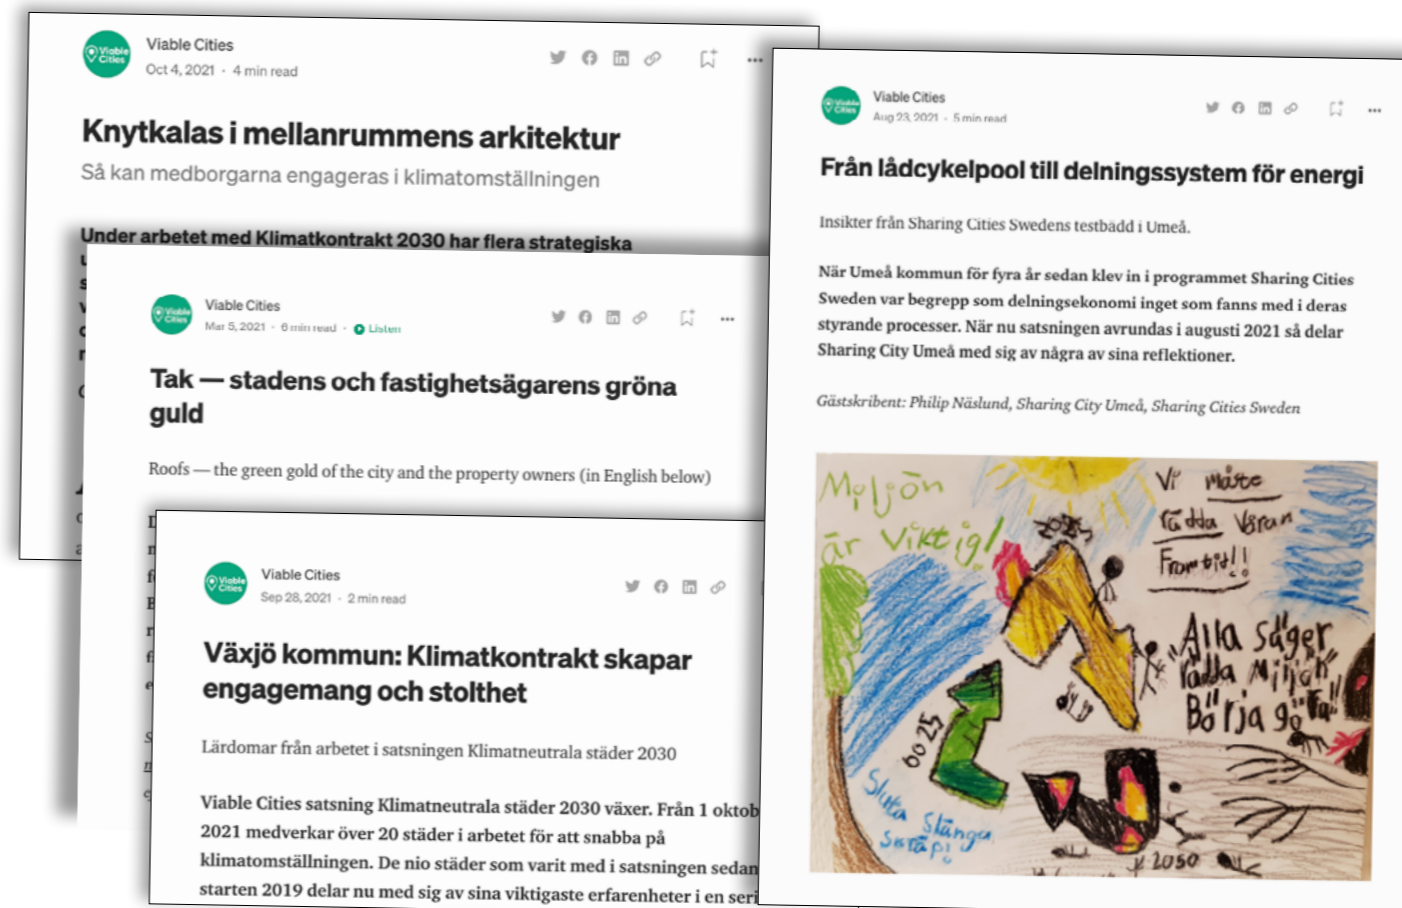 Viable Cities
Viable Cities
Oct 4, 2021 · 4 min read
Knytkalas i mellanrummens arkitektur
Så kan medborgarna engageras i klimatomställningen
Under arbetet med Klimatkontrakt 2030 har flera strategiska
Viable Cities
Viable Cities
Mar 5, 2021 · 6 min read · Listen
Tak — stadens och fastighetsägarens gröna
guld
Roofs — the green gold of the city and the property owners (in English below)
Viable Cities
Viable Cities
Sep 28, 2021 · 2 min read
Växjö kommun: Klimatkontrakt skapar
engagemang och stolthet
Lärdomar från arbetet i satsningen Klimatneutrala städer 2030
Viable Cities satsning Klimatneutrala städer 2030 växer. Från 1 oktob
2021 medverkar över 20 städer i arbetet för att snabba på
klimatomställningen. De nio städer som varit med i satsningen sedan
starten 2019 delar nu med sig av sina viktigaste erfarenheter i en seri
Viable Cities
Viable Cities
Aug 23, 2021 · 5 min read
Från lådcykelpool till delningssystem för energi
Insikter från Sharing Cities Swedens testbädd i Umeå.
När Umeå kommun för fyra år sedan klev in i programmet Sharing Cities
Sweden var begrepp som delningsekonomi inget som fanns med i deras
styrande processer. När nu satsningen avrundas i augusti 2021 så delar
Sharing City Umeå med sig av några av sina reflektioner.
Gästskribent: Philip Näslund, Sharing City Umeå, Sharing Cities Sweden
Miljön
är viktig!
Vi måste
rädda våran
Framtid!!
"Alla säger
rädda miljön"
Börja göra!
Sluta slänga
skräp!
2030